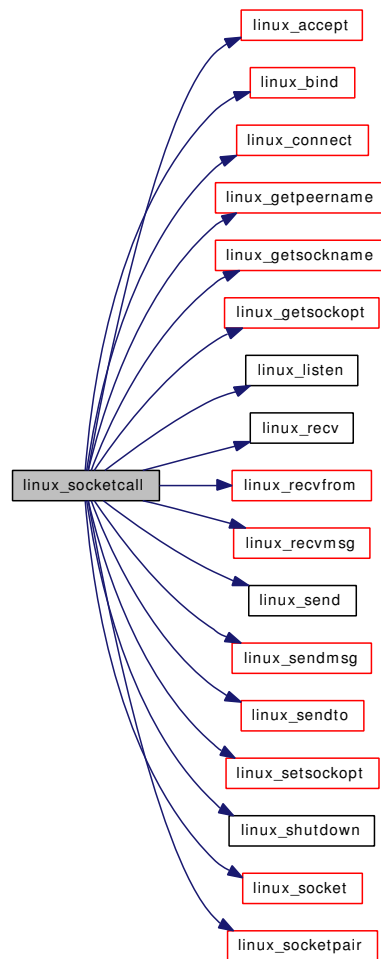 linux_accept
linux_bind
linux_connect
linux_getpeername
linux_getsockname
linux_getsockopt
linux_listen
linux_recv
linux_socketcall
linux_recvfrom
linux_recvmsg
linux_send
linux_sendmsg
linux_sendto
linux_setsockopt
linux_shutdown
linux_socket
linux_socketpair